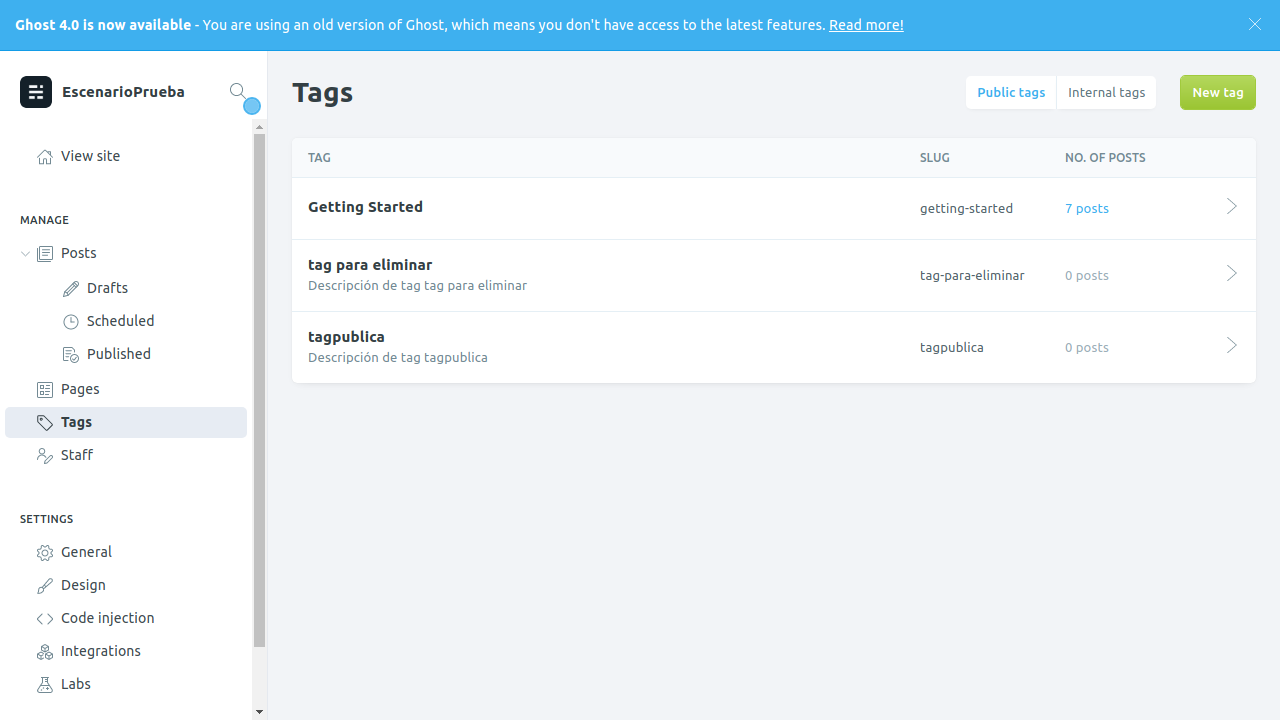 Ghost 4.0 is now available - You are using an old version of Ghost, which means you don't have access to the latest features. Read more!
EscenarioPrueba
View site
MANAGE
Posts
Drafts
Scheduled
Published
Pages
Tags
Staff
SETTINGS
General
Design
Code injection
Integrations
Labs
Tags
Public tags
Internal tags
New tag
TAG SLUG NO. OF POSTS
Getting Started getting-started 7 posts
tag para eliminar tag-para-eliminar 0 posts
Descripción de tag tag para eliminar
tagpublica tagpublica 0 posts
Descripción de tag tagpublica